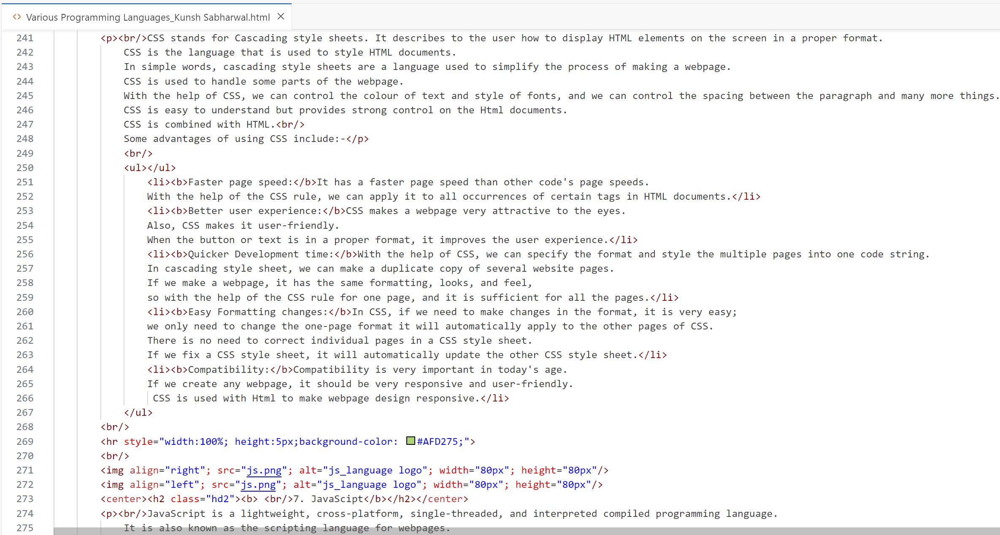 Various Programming Languages_Kunsh Sabharwal.html
241 <p><br/>CSS stands for Cascading style sheets. It describes to the user how to display HTML elements on the screen in a proper format.
242 CSS is the language that is used to style HTML documents.
243 In simple words, cascading style sheets are a language used to simplify the process of making a webpage.
244 CSS is used to handle some parts of the webpage.
245 With the help of CSS, we can control the colour of text and style of fonts, and we can control the spacing between the paragraph and many more things.
246 CSS is easy to understand but provides strong control on the Html documents.
247 CSS is combined with HTML.<br/>
248 Some advantages of using CSS include:-</p>
249 <br/>
250 <ul></ul>
251 <li><b>Faster page speed:</b>It has a faster page speed than other code's page speeds.
252 With the help of the CSS rule, we can apply it to all occurrences of certain tags in HTML documents.</li>
253 <li><b>Better user experience:</b>CSS makes a webpage very attractive to the eyes.
254 Also, CSS makes it user-friendly.
255 When the button or text is in a proper format, it improves the user experience.</li>
256 <li><b>Quicker Development time:</b>With the help of CSS, we can specify the format and style the multiple pages into one code string.
257 In cascading style sheet, we can make a duplicate copy of several website pages.
258 If we make a webpage, it has the same formatting, looks, and feel,
259 so with the help of the CSS rule for one page, and it is sufficient for all the pages.</li>
260 <li><b>Easy Formatting changes:</b>In CSS, if we need to make changes in the format, it is very easy;
261 we only need to change the one-page format it will automatically apply to the other pages of CSS.
262 There is no need to correct individual pages in a CSS style sheet.
263 If we fix a CSS style sheet, it will automatically update the other CSS style sheet.</li>
264 <li><b>Compatibility:</b>Compatibility is very important in today's age.
265 If we create any webpage, it should be very responsive and user-friendly.
266 CSS is used with Html to make webpage design responsive.</li>
267 </ul>
268 <br/>
269 <hr style="width:100%; height:5px;background-color: #AFD275;">
270 <br/>
271 <img align="right"; src="js.png"; alt="js_language logo"; width="80px"; height="80px"/>
272 <img align="left"; src="js.png"; alt="js_language logo"; width="80px"; height="80px"/>
273 <center><h2 class="hd2"><b> <br/>7. JavaScipt</b></h2></center>
274 <p><br/>JavaScript is a lightweight, cross-platform, single-threaded, and interpreted compiled programming language.
275 It is also known as the scripting language for webpages.